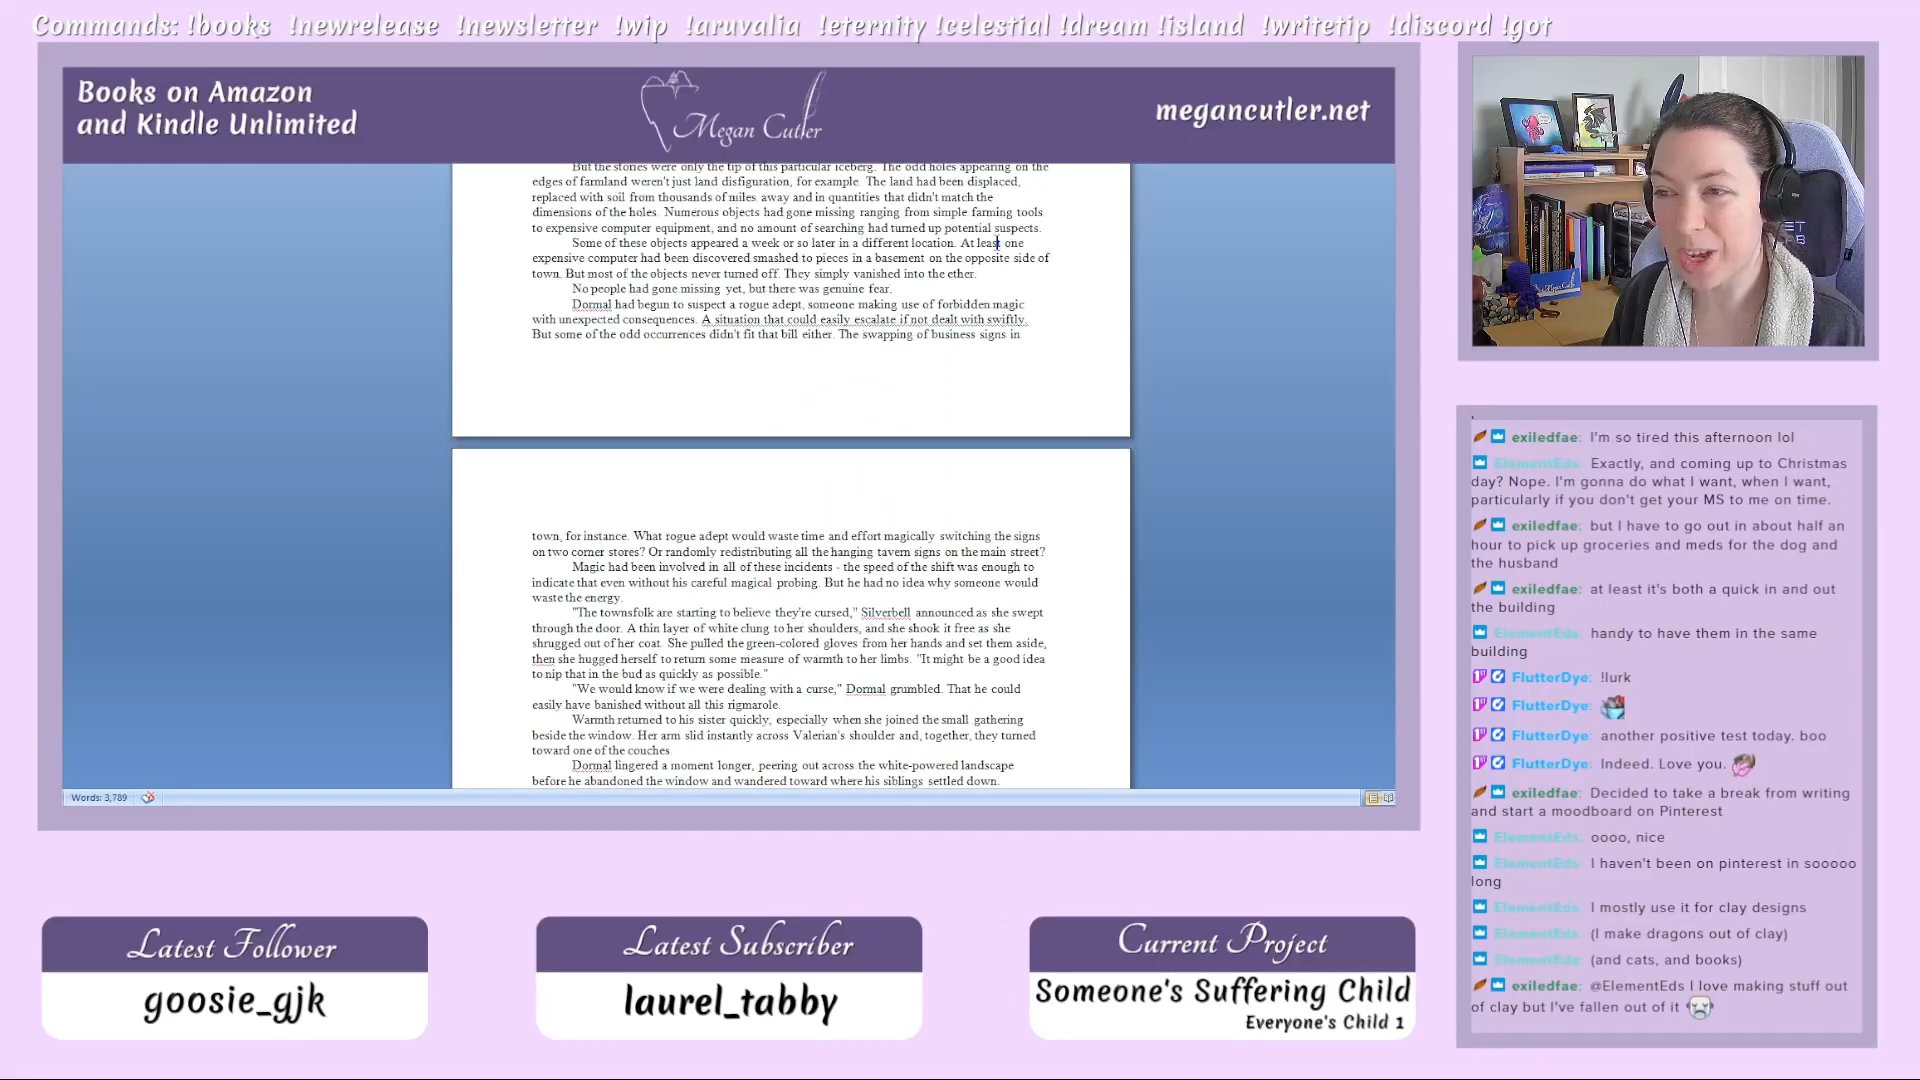 Commands: !books !newrelease !newsletter !wip !aruvalia !eternity !celestial !dream !island !writetip !discord !got
Books on Amazon
and Kindle Unlimited
Megan Cutler
megancutler.net
But the stories were only the tip of this particular iceberg. The odd holes appearing on the
edges of farmland weren't just land disfiguration, for example. The land had been displaced,
replaced with soil from thousands of miles away and in quantities that didn't match the
dimensions of the holes. Numerous objects had gone missing ranging from simple farming tools
to expensive computer equipment, and no amount of searching had turned up potential suspects.
Some of these objects appeared a week or so later in a different location. At least one
expensive computer had been discovered smashed to pieces in a basement on the opposite side of
town. But most of the objects never turned off. They simply vanished into the ether.
No people had gone missing yet, but there was genuine fear.
Dormal had begun to suspect a rogue adept, someone making use of forbidden magic
with unexpected consequences. A situation that could easily escalate if not dealt with swiftly.
But some of the odd occurrences didn't fit that bill either. The swapping of business signs in
town, for instance. What rogue adept would waste time and effort magically switching the signs
on two corner stores? Or randomly redistributing all the hanging tavern signs on the main street?
Magic had been involved in all of these incidents - the speed of the shift was enough to
indicate that even without his careful magical probing. But he had no idea why someone would
waste the energy.
"The townsfolk are starting to believe they're cursed," Silverbell announced as she swept
through the door. A thin layer of white clung to her shoulders, and she shook it free as she
shrugged out of her coat. She pulled the green-colored gloves from her hands and set them aside,
then she hugged herself to return some measure of warmth to her limbs. "It might be a good idea
to nip that in the bud as quickly as possible."
"We would know if we were dealing with a curse," Dormal grumbled. That he could
easily have banished without all this rigmarole.
Warmth returned to his sister quickly, especially when she joined the small gathering
beside the window. Her arm slid instantly across Valerian's shoulder and, together, they turned
toward one of the couches.
Dormal lingered a moment longer, peering out across the white-powered landscape
before he abandoned the window and wandered toward where his siblings settled down.
Words: 3,789
exiledfae: I'm so tired this afternoon lol
ElementEds: Exactly, and coming up to Christmas
day? Nope. I'm gonna do what I want, when I want,
particularly if you don't get your MS to me on time.
exiledfae: but I have to go out in about half an
hour to pick up groceries and meds for the dog and
the husband
exiledfae: at least it's both a quick in and out
the building
ElementEds: handy to have them in the same
building
FlutterDye: !lurk
FlutterDye:
FlutterDye: another positive test today. boo
FlutterDye: Indeed. Love you.
exiledfae: Decided to take a break from writing
and start a moodboard on Pinterest
ElementEds: oooo, nice
ElementEds: I haven't been on pinterest in sooooo
long
ElementEds: I mostly use it for clay designs
ElementEds: (I make dragons out of clay)
ElementEds: (and cats, and books)
exiledfae: @ElementEds I love making stuff out
of clay but I've fallen out of it
Latest Follower
goosie_gjk
Latest Subscriber
laurel_tabby
Current Project
Someone's Suffering Child
Everyone's Child 1